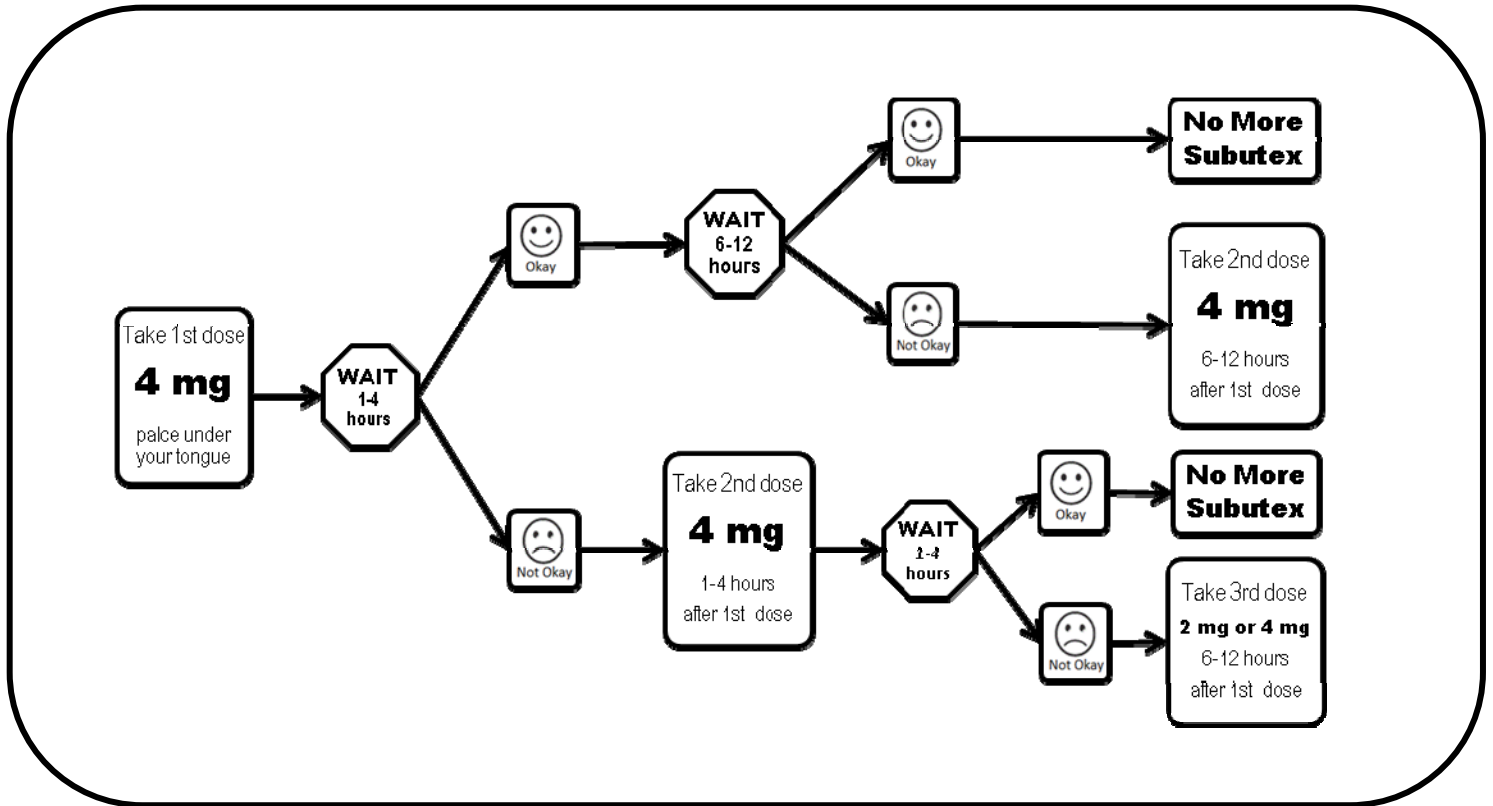 Take 1st dose
4 mg
palce under
your tongue
WAIT
1-4
hours
Okay
WAIT
6-12
hours
Okay
No More
Subutex
Not Okay
Take 2nd dose
4 mg
6-12 hours
after 1st dose
Not Okay
Take 2nd dose
4 mg
1-4 hours
after 1st dose
WAIT
hours
Okay
No More
Subutex
Not Okay
Take 3rd dose
2 mg or 4 mg
6-12 hours
after 1st dose